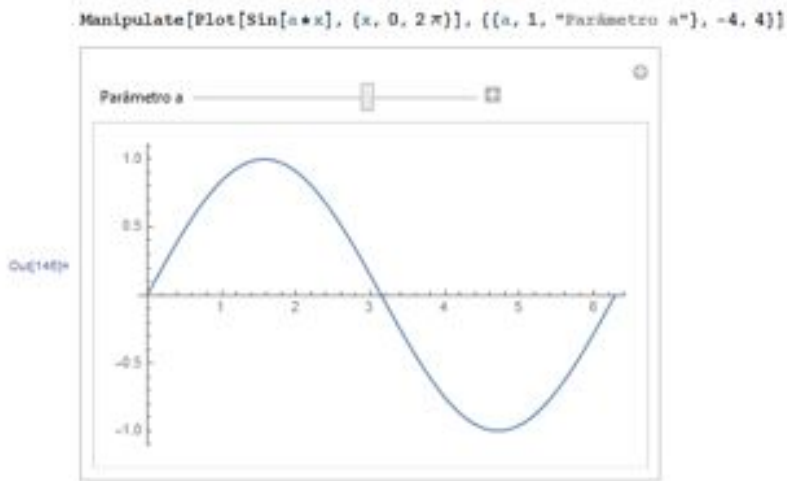 Manipulate[Plot[Sin[a*x], {x, 0, 2 π}], {{a, 1, "Parámetro a"}, -4, 4}]
Parámetro a
1.0
0.5
Out[146]=
1 2 3 4 5 6
-0.5
-1.0